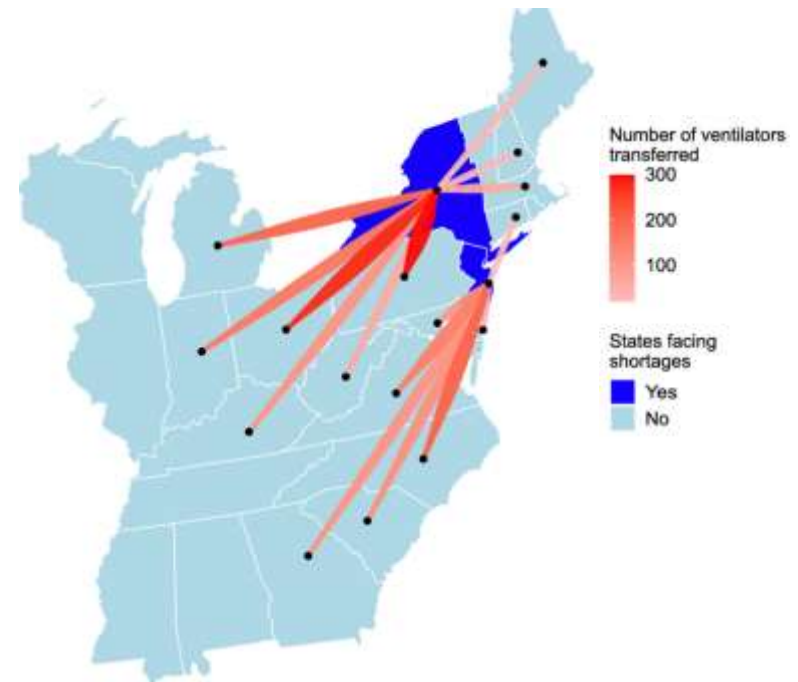 Number of ventilators
transferred
300
200
100
States facing
shortages
Yes
No